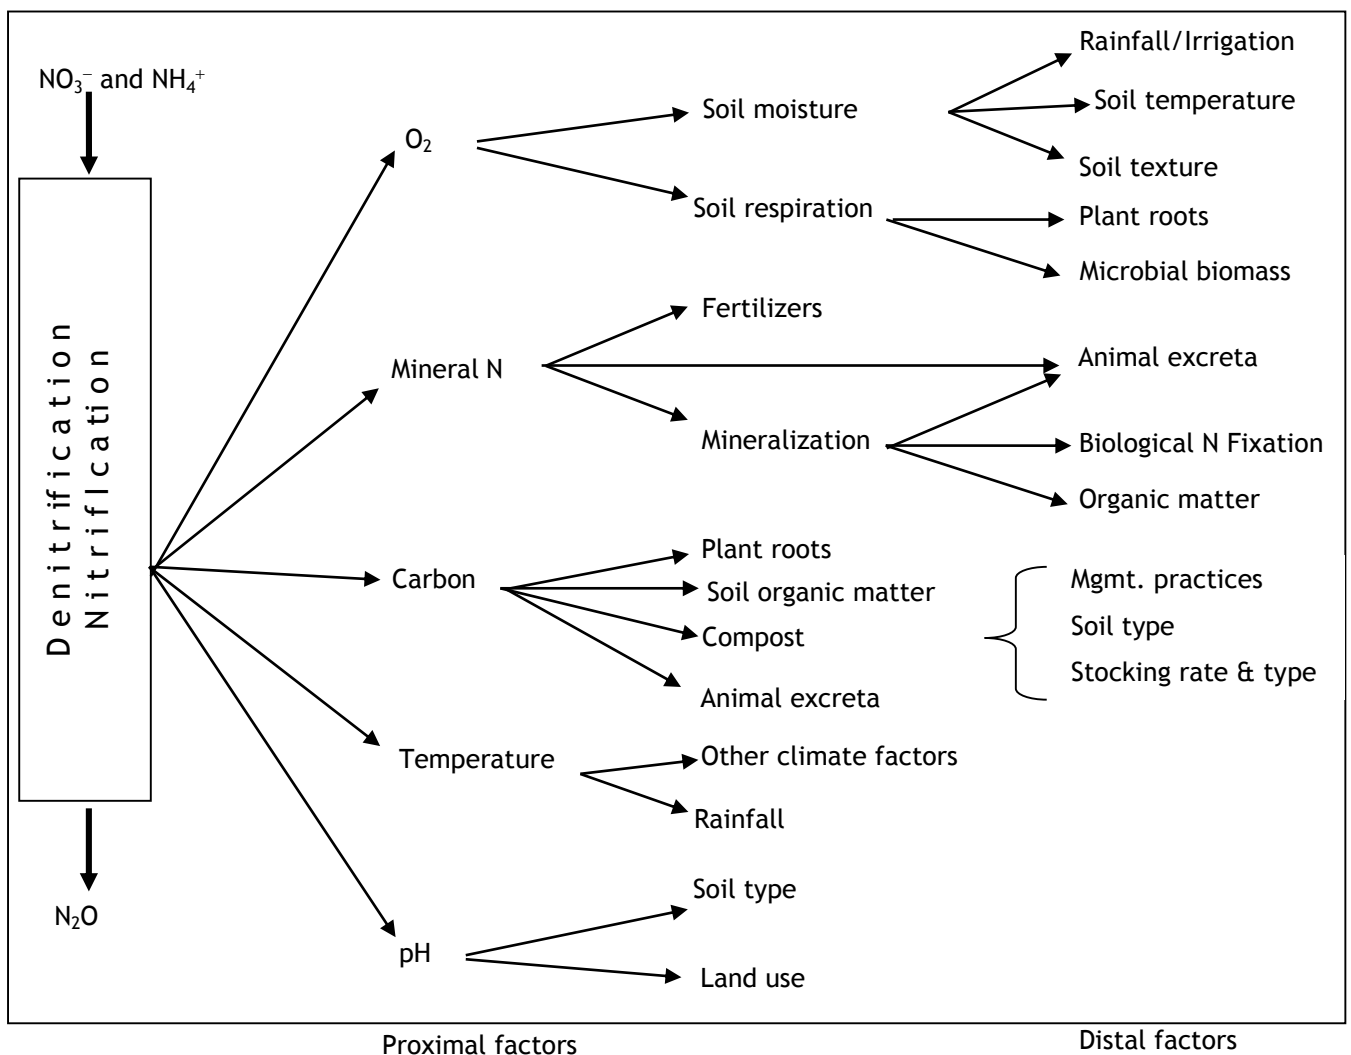 NO₃⁻ and NH₄⁺
Denitrification
Nitrification
N₂O
O₂
Mineral N
Carbon
Temperature
pH
Soil moisture
Soil respiration
Fertilizers
Mineralization
Plant roots
Soil organic matter
Compost
Animal excreta
Other climate factors
Rainfall
Soil type
Land use
Rainfall/Irrigation
Soil temperature
Soil texture
Plant roots
Microbial biomass
Animal excreta
Biological N Fixation
Organic matter
Mgmt. practices
Soil type
Stocking rate & type
Proximal factors
Distal factors